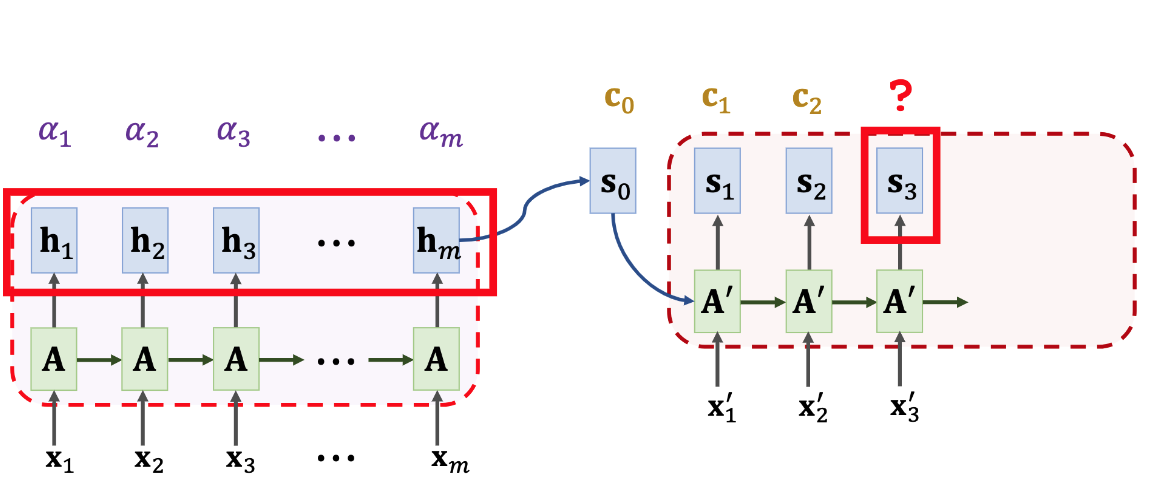 c₀ c₁ c₂ ?
α₁ α₂ α₃ ⋯ αₘ
s₀ s₁ s₂ s₃
h₁ h₂ h₃ ⋯ hₘ
A′ A′ A′
A A A ⋯ A
x′₁ x′₂ x′₃
x₁ x₂ x₃ ⋯ xₘ